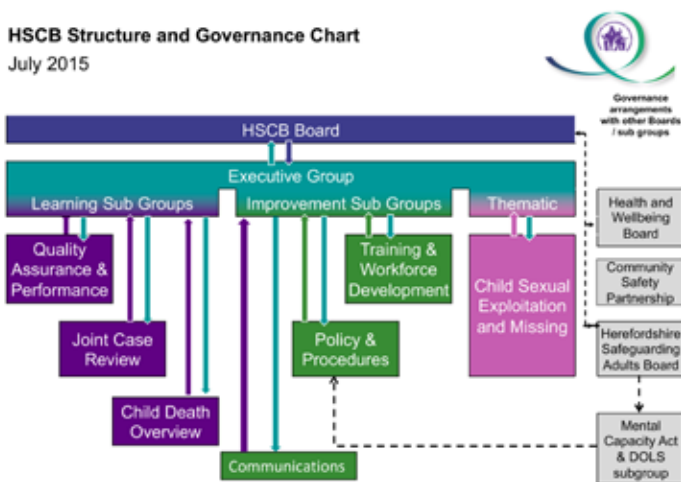 HSCB Structure and Governance Chart
July 2015
Governance
arrangements
with other Boards
/ sub groups
HSCB Board
Executive Group
Learning Sub Groups
Improvement Sub Groups
Thematic
Quality
Assurance &
Performance
Training &
Workforce
Development
Child Sexual
Exploitation
and Missing
Joint Case
Review
Policy &
Procedures
Child Death
Overview
Communications
Health and
Wellbeing
Board
Community
Safety
Partnership
Herefordshire
Safeguarding
Adults Board
Mental
Capacity Act
& DOLS
subgroup